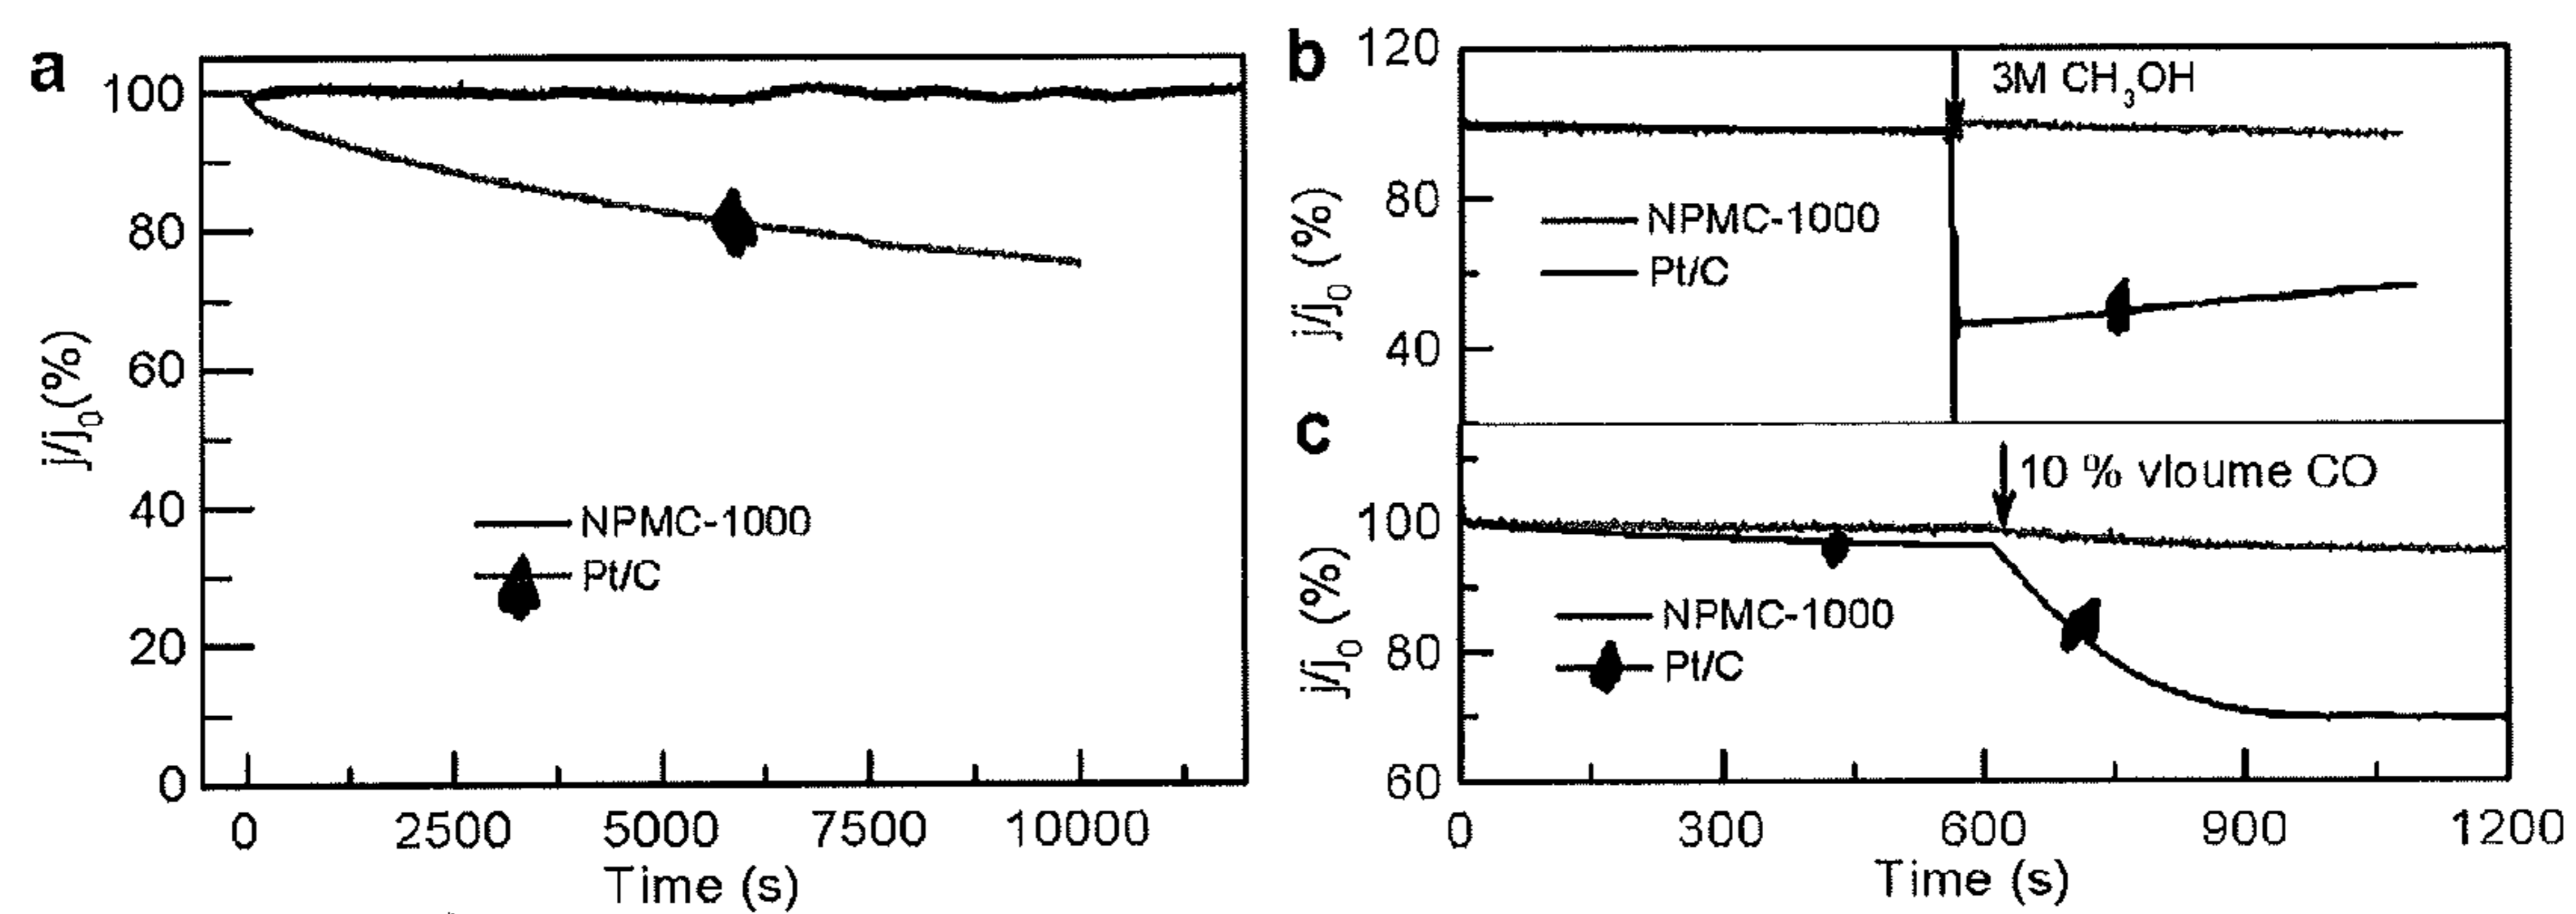 a
100
80
60
40
20
0
j/j₀(%)
NPMC-1000
Pt/C
0 2500 5000 7500 10000
Time (s)
b
120
80
40
j/j₀ (%)
3M CH₃OH
NPMC-1000
Pt/C
c
100
80
60
j/j₀ (%)
10 % vloume CO
NPMC-1000
Pt/C
0 300 600 900 1200
Time (s)